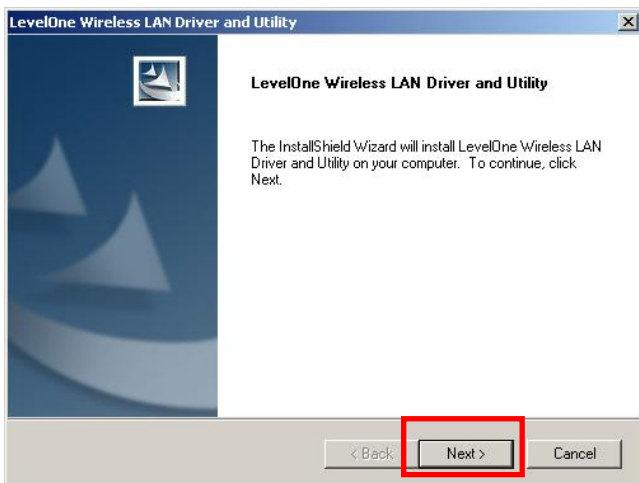 LevelOne Wireless LAN Driver and Utility
LevelOne Wireless LAN Driver and Utility
The InstallShield Wizard will install LevelOne Wireless LAN
Driver and Utility on your computer. To continue, click
Next.
< Back
Next >
Cancel